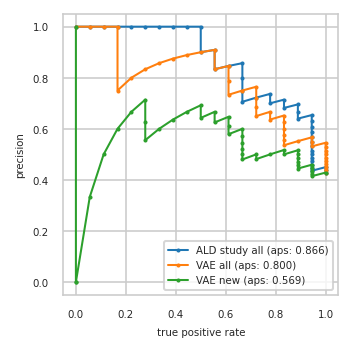 1.0
0.8
0.6
0.4
0.2
0.0
precision
ALD study all (aps: 0.866)
VAE all (aps: 0.800)
VAE new (aps: 0.569)
0.0 0.2 0.4 0.6 0.8 1.0
true positive rate